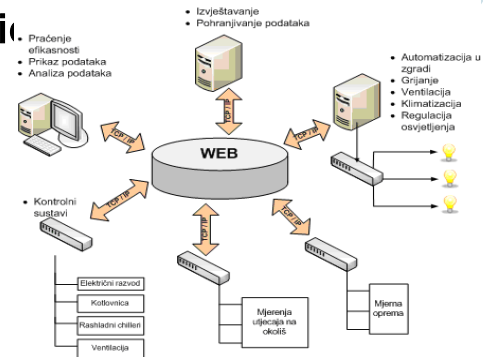 • Izvještavanje
• Pohranjivanje podataka
• Praćenje
efikasnosti
• Prikaz podataka
• Analiza podataka
• Automatizacija u
zgradi
• Grijanje
• Ventilacija
• Klimatizacija
• Regulacija
osvjetljenja
TCP / IP
TCP / IP
TCP / IP
WEB
• Kontrolni
sustavi
TCP / IP
TCP / IP
TCP / IP
Električni razvod
Kotlovnica
Rashladni chilleri
Ventilacija
Mjerenja
utjecaja na
okoliš
Mjerna
oprema